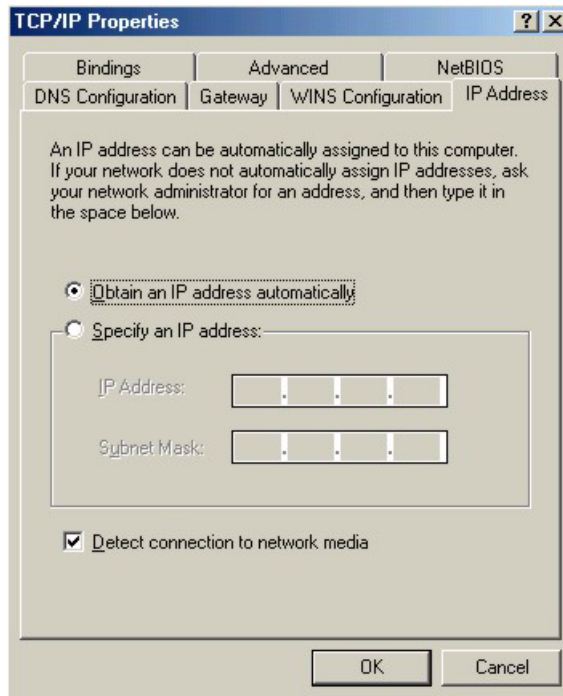 TCP/IP Properties
Bindings Advanced NetBIOS
DNS Configuration Gateway WINS Configuration IP Address
An IP address can be automatically assigned to this computer.
If your network does not automatically assign IP addresses, ask
your network administrator for an address, and then type it in
the space below.
Obtain an IP address automatically
Specify an IP address:
IP Address: . . .
Subnet Mask: . . .
Detect connection to network media
OK Cancel